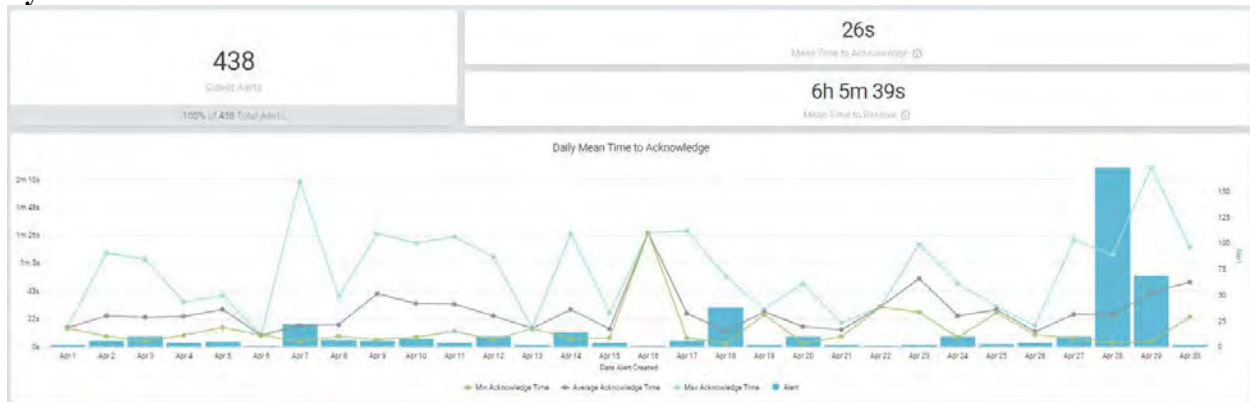 438
Closed Alerts
100% of 438 Total Alerts
26s
Mean Time to Acknowledge
6h 5m 39s
Mean Time to Resolve
Daily Mean Time to Acknowledge
2m 10s
1m 48s
1m 26s
1m 5s
43s
22s
0s
150
125
100
75
50
25
0
Alert
Apr 1 Apr 2 Apr 3 Apr 4 Apr 5 Apr 6 Apr 7 Apr 8 Apr 9 Apr 10 Apr 11 Apr 12 Apr 13 Apr 14 Apr 15 Apr 16 Apr 17 Apr 18 Apr 19 Apr 20 Apr 21 Apr 22 Apr 23 Apr 24 Apr 25 Apr 26 Apr 27 Apr 28 Apr 29 Apr 30
Date Alert Created
Min Acknowledge Time Average Acknowledge Time Max Acknowledge Time Alert